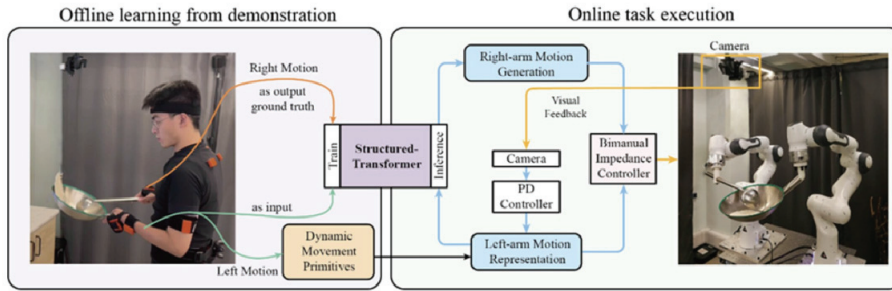 Offline learning from demonstration
Online task execution
Right Motion
as output
ground truth
Train
Structured-
Transformer
Inference
as input
Left Motion
Dynamic
Movement
Primitives
Right-arm Motion
Generation
Visual
Feedback
Camera
PD
Controller
Left-arm Motion
Representation
Bimanual
Impedance
Controller
Camera